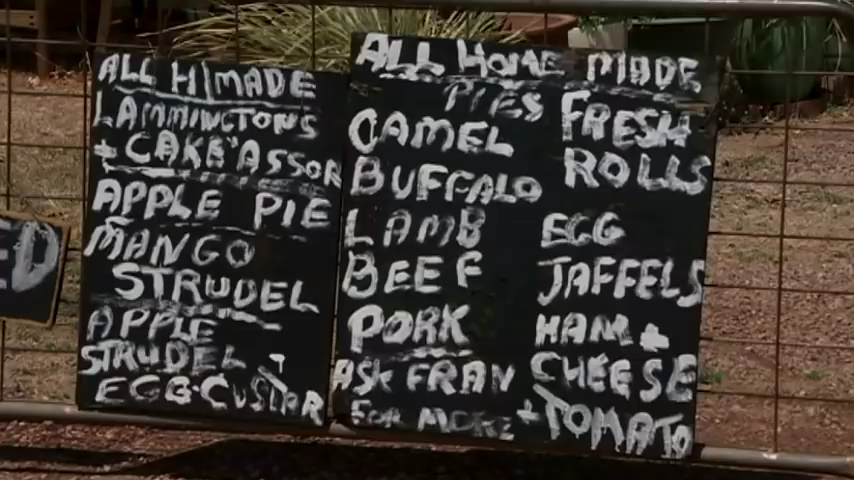 ED
ALL H/MADE
LAMMINGTONS
+ CAKE'ASSOR
APPLE PIE
MANGO
STRUDEL
APPLE
STRUDEL
EGG.CUSTAR
ALL HOME MADE
PIES
CAMEL
BUFFALO
LAMB
BEEF
PORK
ASK FRAN
FOR MORE
FRESH
ROLLS
EGG
JAFFELS
HAM+
CHEESE
+TOMATO